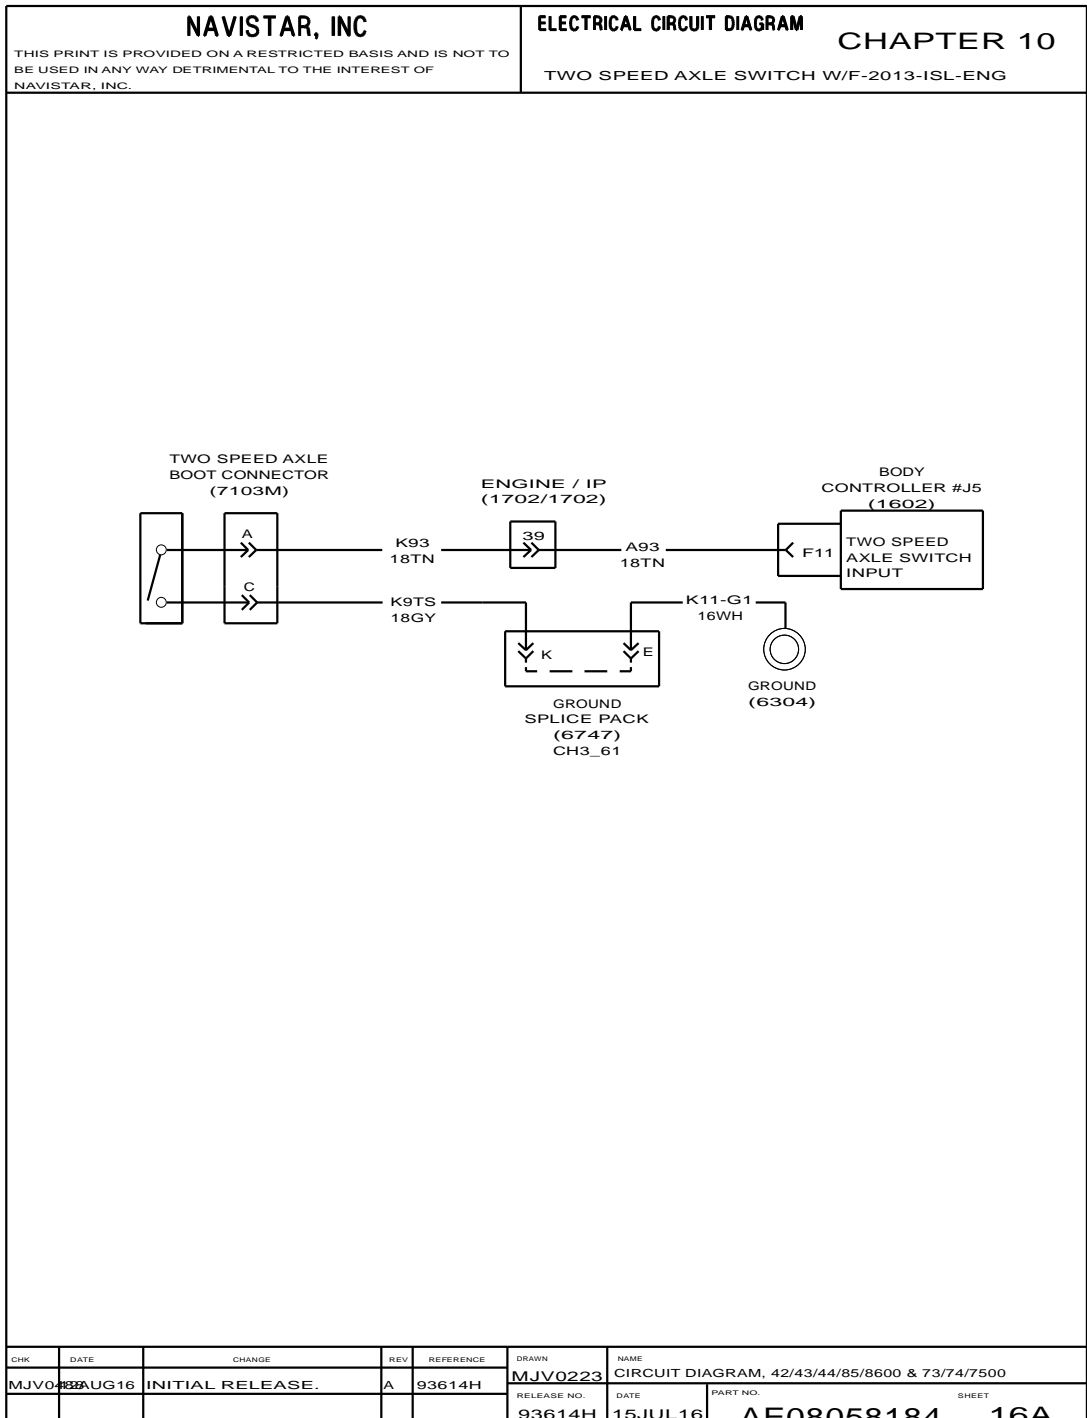 NAVISTAR, INC
THIS PRINT IS PROVIDED ON A RESTRICTED BASIS AND IS NOT TO
BE USED IN ANY WAY DETRIMENTAL TO THE INTEREST OF
NAVISTAR, INC.
ELECTRICAL CIRCUIT DIAGRAM
CHAPTER 10
TWO SPEED AXLE SWITCH W/F-2013-ISL-ENG
TWO SPEED AXLE
BOOT CONNECTOR
(7103M)
ENGINE / IP
(1702/1702)
BODY
CONTROLLER #J5
(1602)
A
K93
18TN
39
A93
18TN
F11
TWO SPEED
AXLE SWITCH
INPUT
C
K9TS
18GY
K11-G1
16WH
K
E
GROUND
(6304)
GROUND
SPLICE PACK
(6747)
CH3_61
CHK
DATE
CHANGE
REV
REFERENCE
DRAWN
NAME
INITIAL RELEASE.
A
93614H
MJV0223
CIRCUIT DIAGRAM, 42/43/44/85/8600 & 73/74/7500
RELEASE NO.
DATE
PART NO.
SHEET
93614H
15JUL16
AE08058184
16A